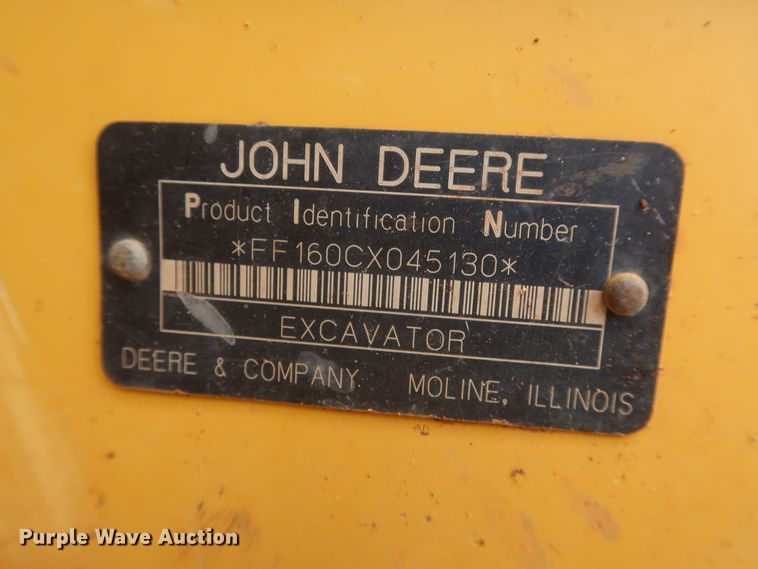 JOHN DEERE
Product Identification Number
*FF160CX045130*
EXCAVATOR
DEERE & COMPANY MOLINE, ILLINOIS
Purple Wave Auction